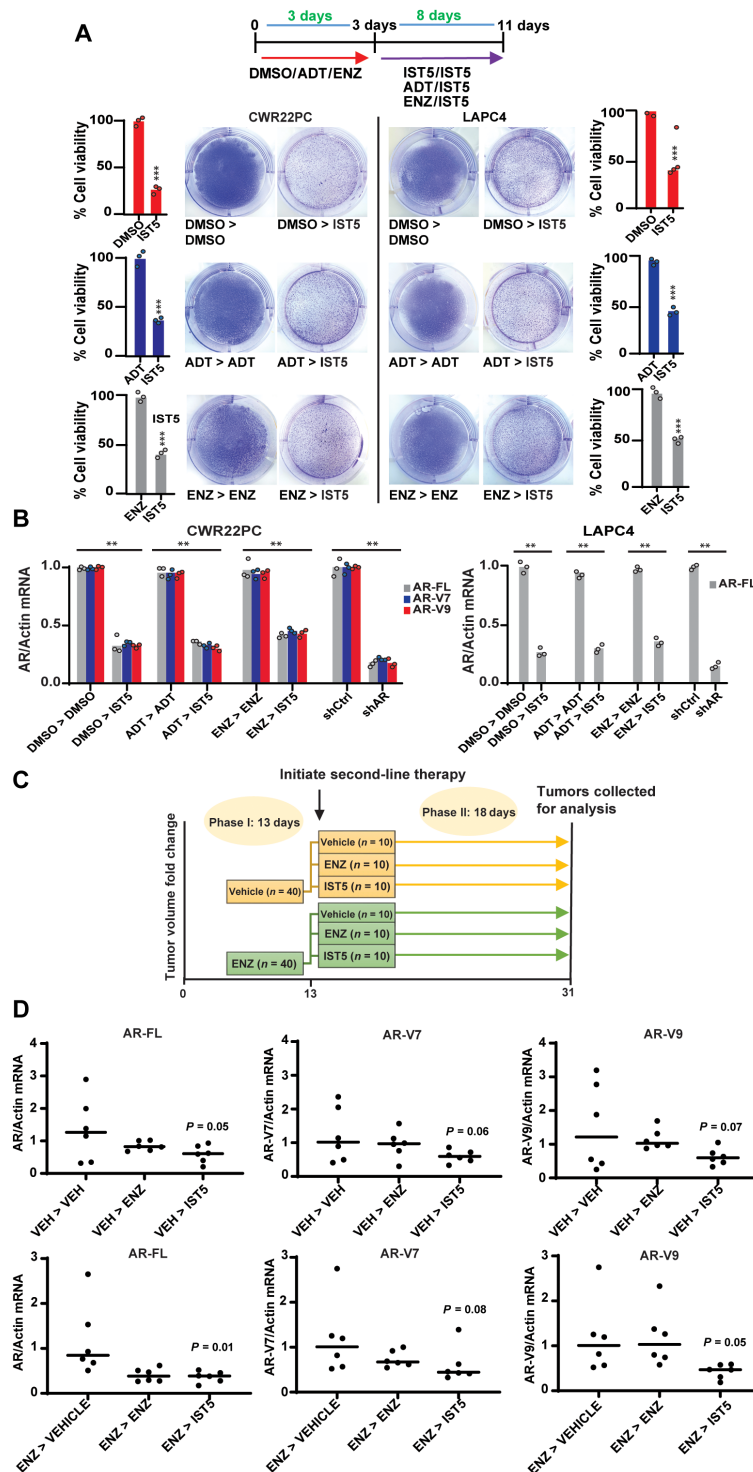 A
0
3 days
3 days
8 days
11 days
DMSO/ADT/ENZ
IST5/IST5
ADT/IST5
ENZ/IST5
CWR22PC
LAPC4
% Cell viability
100
50
0
***
DMSO
IST5
DMSO >
DMSO
DMSO > IST5
DMSO >
DMSO
DMSO > IST5
% Cell viability
100
50
0
***
DMSO
IST5
% Cell viability
100
50
0
***
ADT
IST5
ADT > ADT
ADT > IST5
ADT > ADT
ADT > IST5
% Cell viability
100
50
0
***
ADT
IST5
% Cell viability
100
50
0
IST5
***
ENZ
IST5
ENZ > ENZ
ENZ > IST5
ENZ > ENZ
ENZ > IST5
% Cell viability
100
50
0
***
ENZ
IST5
B
CWR22PC
AR/Actin mRNA
1.0
0.5
0
**
**
**
**
AR-FL
AR-V7
AR-V9
DMSO > DMSO
DMSO > IST5
ADT > ADT
ADT > IST5
ENZ > ENZ
ENZ > IST5
shCtrl
shAR
LAPC4
AR/Actin mRNA
1.0
0.5
0
**
**
**
**
AR-FL
DMSO > DMSO
DMSO > IST5
ADT > ADT
ADT > IST5
ENZ > ENZ
ENZ > IST5
shCtrl
shAR
C
Initiate second-line therapy
Tumors collected
for analysis
Phase I: 13 days
Phase II: 18 days
Tumor volume fold change
Vehicle (n = 10)
ENZ (n = 10)
IST5 (n = 10)
Vehicle (n = 40)
Vehicle (n = 10)
ENZ (n = 10)
IST5 (n = 10)
ENZ (n = 40)
0
13
31
D
AR-FL
AR/Actin mRNA
4
3
2
1
0
P = 0.05
VEH > VEH
VEH > ENZ
VEH > IST5
AR-V7
AR-V7/Actin mRNA
4
3
2
1
0
P = 0.06
VEH > VEH
VEH > ENZ
VEH > IST5
AR-V9
AR-V9/Actin mRNA
4
3
2
1
0
P = 0.07
VEH > VEH
VEH > ENZ
VEH > IST5
AR-FL
AR/Actin mRNA
3
2
1
0
P = 0.01
ENZ > VEHICLE
ENZ > ENZ
ENZ > IST5
AR-V7
AR-V7/Actin mRNA
3
2
1
0
P = 0.08
ENZ > VEHICLE
ENZ > ENZ
ENZ > IST5
AR-V9
AR-V9/Actin mRNA
3
2
1
0
P = 0.05
ENZ > VEHICLE
ENZ > ENZ
ENZ > IST5